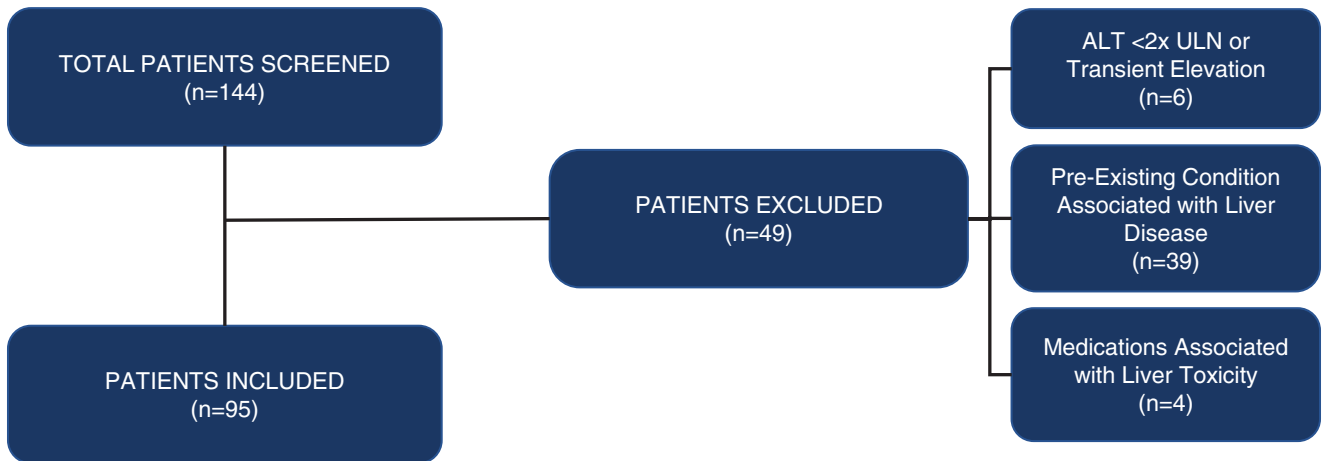 TOTAL PATIENTS SCREENED
(n=144)
PATIENTS EXCLUDED
(n=49)
ALT <2x ULN or
Transient Elevation
(n=6)
Pre-Existing Condition
Associated with Liver
Disease
(n=39)
Medications Associated
with Liver Toxicity
(n=4)
PATIENTS INCLUDED
(n=95)